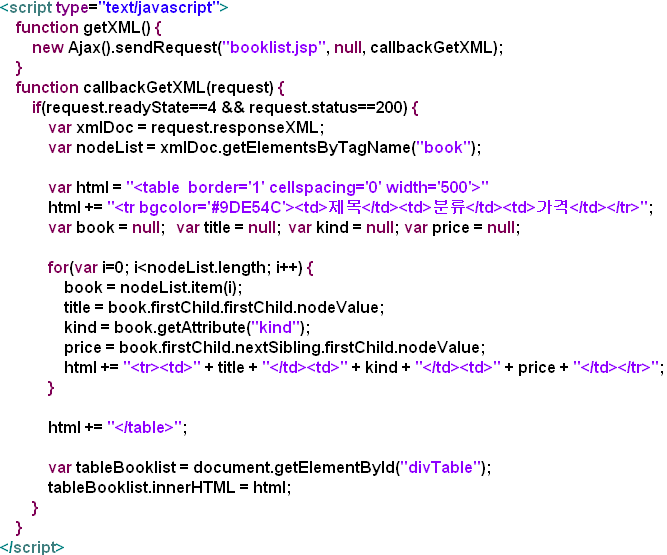 <script type="text/javascript">
function getXML() {
new Ajax().sendRequest("booklist.jsp", null, callbackGetXML);
}
function callbackGetXML(request) {
if(request.readyState==4 && request.status==200) {
var xmlDoc = request.responseXML;
var nodeList = xmlDoc.getElementsByTagName("book");
var html = "<table  border='1' cellspacing='0' width='500'>"
html += "<tr bgcolor='#9DE54C'><td>제목</td><td>분류</td><td>가격</td></tr>";
var book = null;  var title = null; var kind = null; var price = null;
for(var i=0; i<nodeList.length; i++) {
book = nodeList.item(i);
title = book.firstChild.firstChild.nodeValue;
kind = book.getAttribute("kind");
price = book.firstChild.nextSibling.firstChild.nodeValue;
html += "<tr><td>" + title + "</td><td>" + kind + "</td><td>" + price + "</td></tr>";
}
html += "</table>";
var tableBooklist = document.getElementById("divTable");
tableBooklist.innerHTML = html;
}
}
</script>